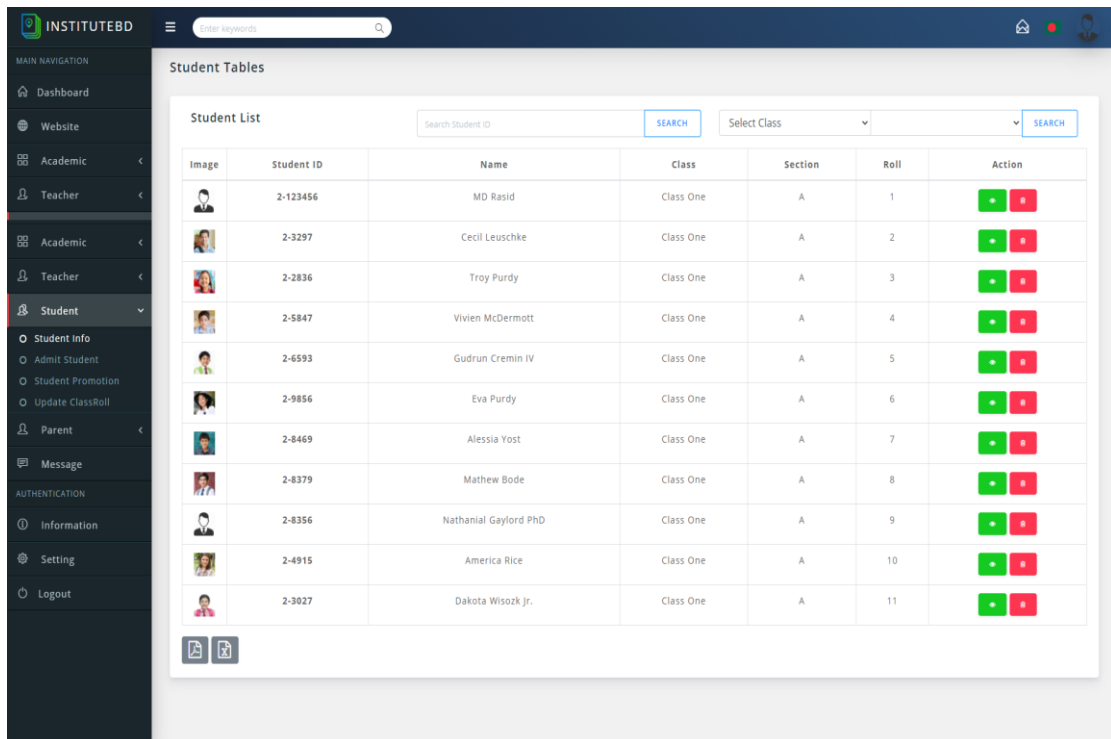 INSTITUTEBD
Enter keywords
MAIN NAVIGATION
Dashboard
Website
Academic
Teacher
Academic
Teacher
Student
Student Info
Admit Student
Student Promotion
Update ClassRoll
Parent
Message
AUTHENTICATION
Information
Setting
Logout
Student Tables
Student List
Search Student ID SEARCH Select Class SEARCH
Image Student ID Name Class Section Roll Action
2-123456 MD Rasid Class One A 1
2-3297 Cecil Leuschke Class One A 2
2-2836 Troy Purdy Class One A 3
2-5847 Vivien McDermott Class One A 4
2-6593 Gudrun Cremin IV Class One A 5
2-9856 Eva Purdy Class One A 6
2-8469 Alessia Yost Class One A 7
2-8379 Mathew Bode Class One A 8
2-8356 Nathanial Gaylord PhD Class One A 9
2-4915 America Rice Class One A 10
2-3027 Dakota Wisozk Jr. Class One A 11